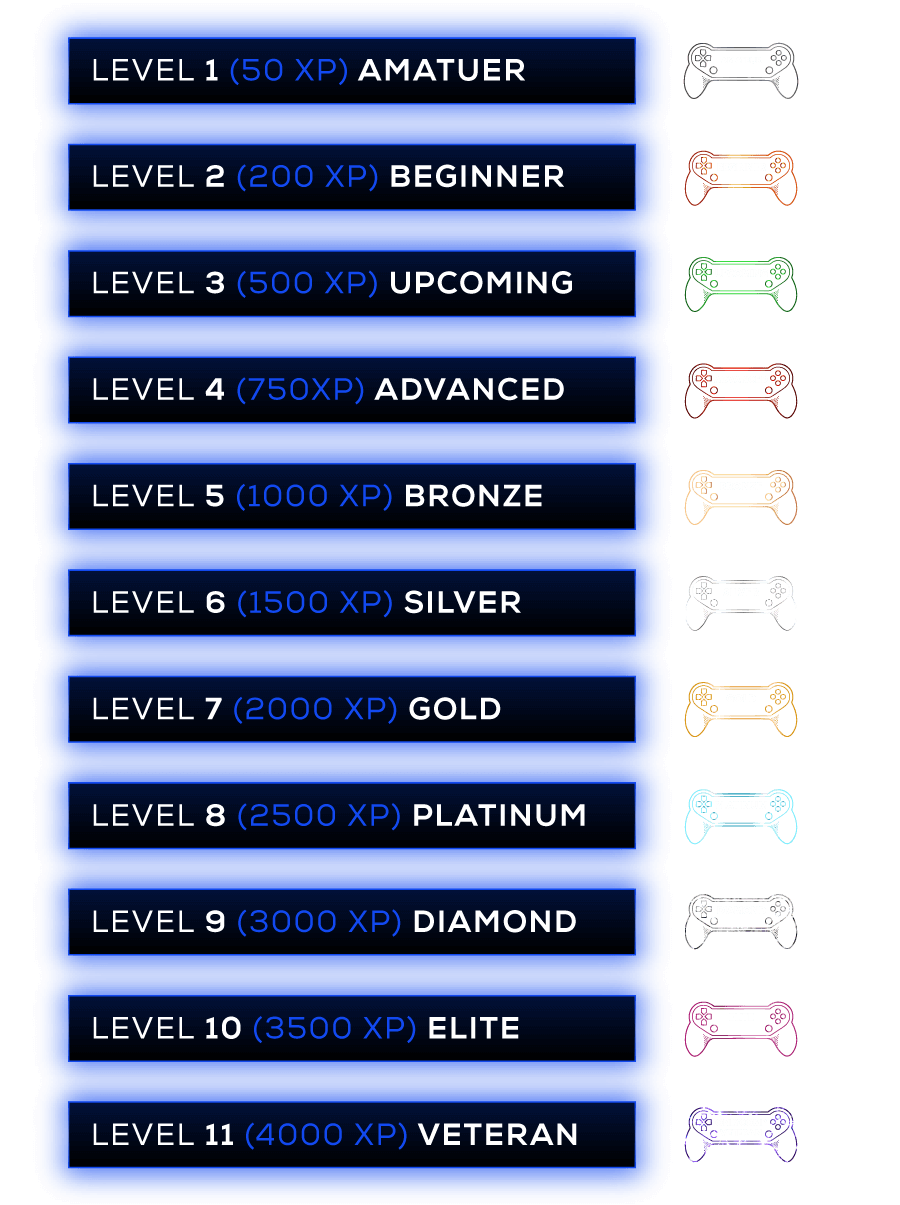 LEVEL 1 (50 XP) AMATUER
LEVEL 2 (200 XP) BEGINNER
LEVEL 3 (500 XP) UPCOMING
LEVEL 4 (750XP) ADVANCED
LEVEL 5 (1000 XP) BRONZE
LEVEL 6 (1500 XP) SILVER
LEVEL 7 (2000 XP) GOLD
LEVEL 8 (2500 XP) PLATINUM
LEVEL 9 (3000 XP) DIAMOND
LEVEL 10 (3500 XP) ELITE
LEVEL 11 (4000 XP) VETERAN